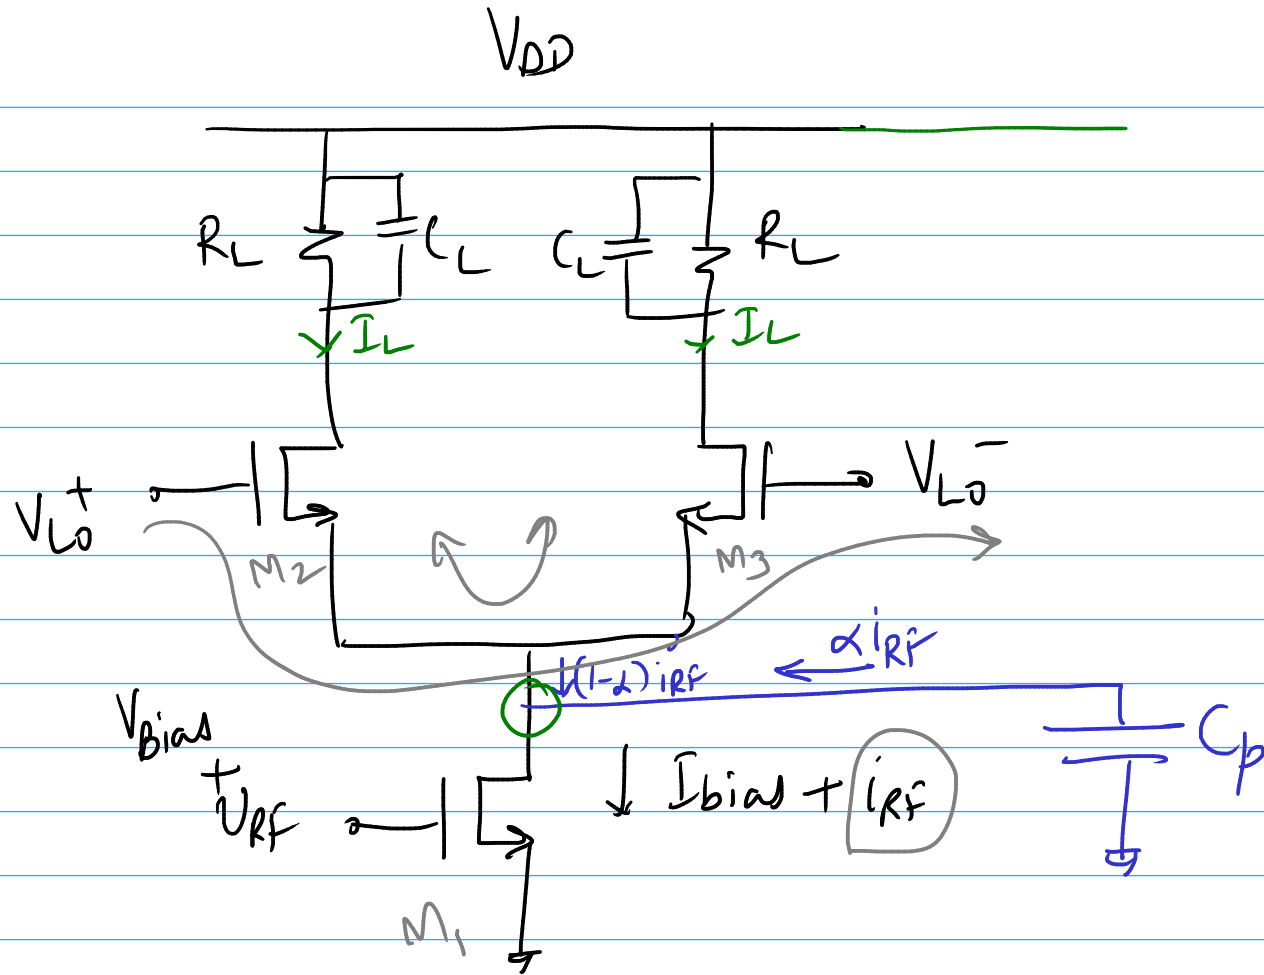 VDD
RL CL CL RL
IL IL
VLO+ VLO-
M2 M3
αiRF
(1-α)iRF
VBias + VRF
Ibias + iRF
Cp
M1